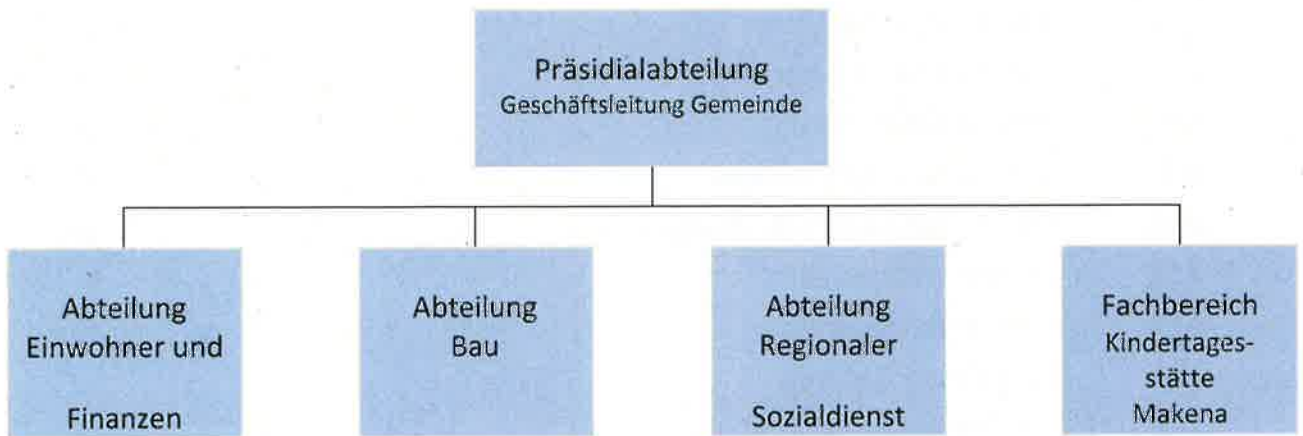 Präsidialabteilung
Geschäftsleitung Gemeinde
Abteilung
Einwohner und
Finanzen
Abteilung
Bau
Abteilung
Regionaler
Sozialdienst
Fachbereich
Kindertages-
stätte
Makena